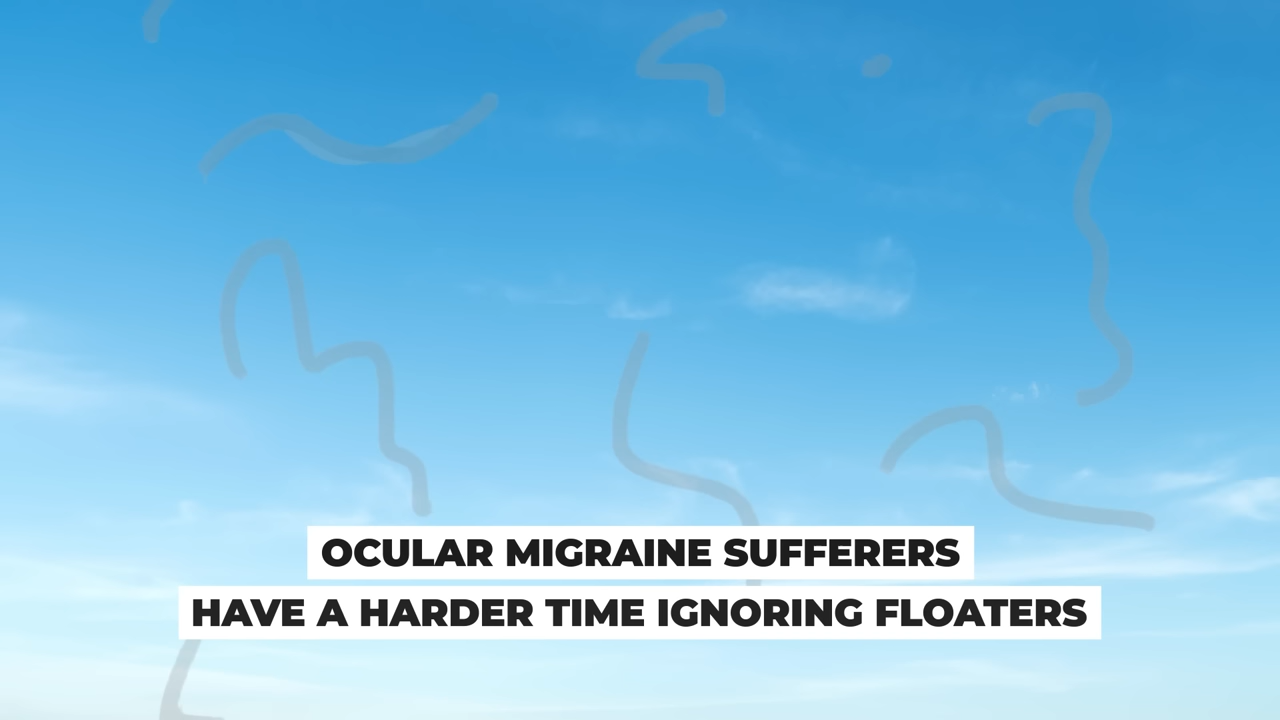 OCULAR MIGRAINE SUFFERERS
HAVE A HARDER TIME IGNORING FLOATERS